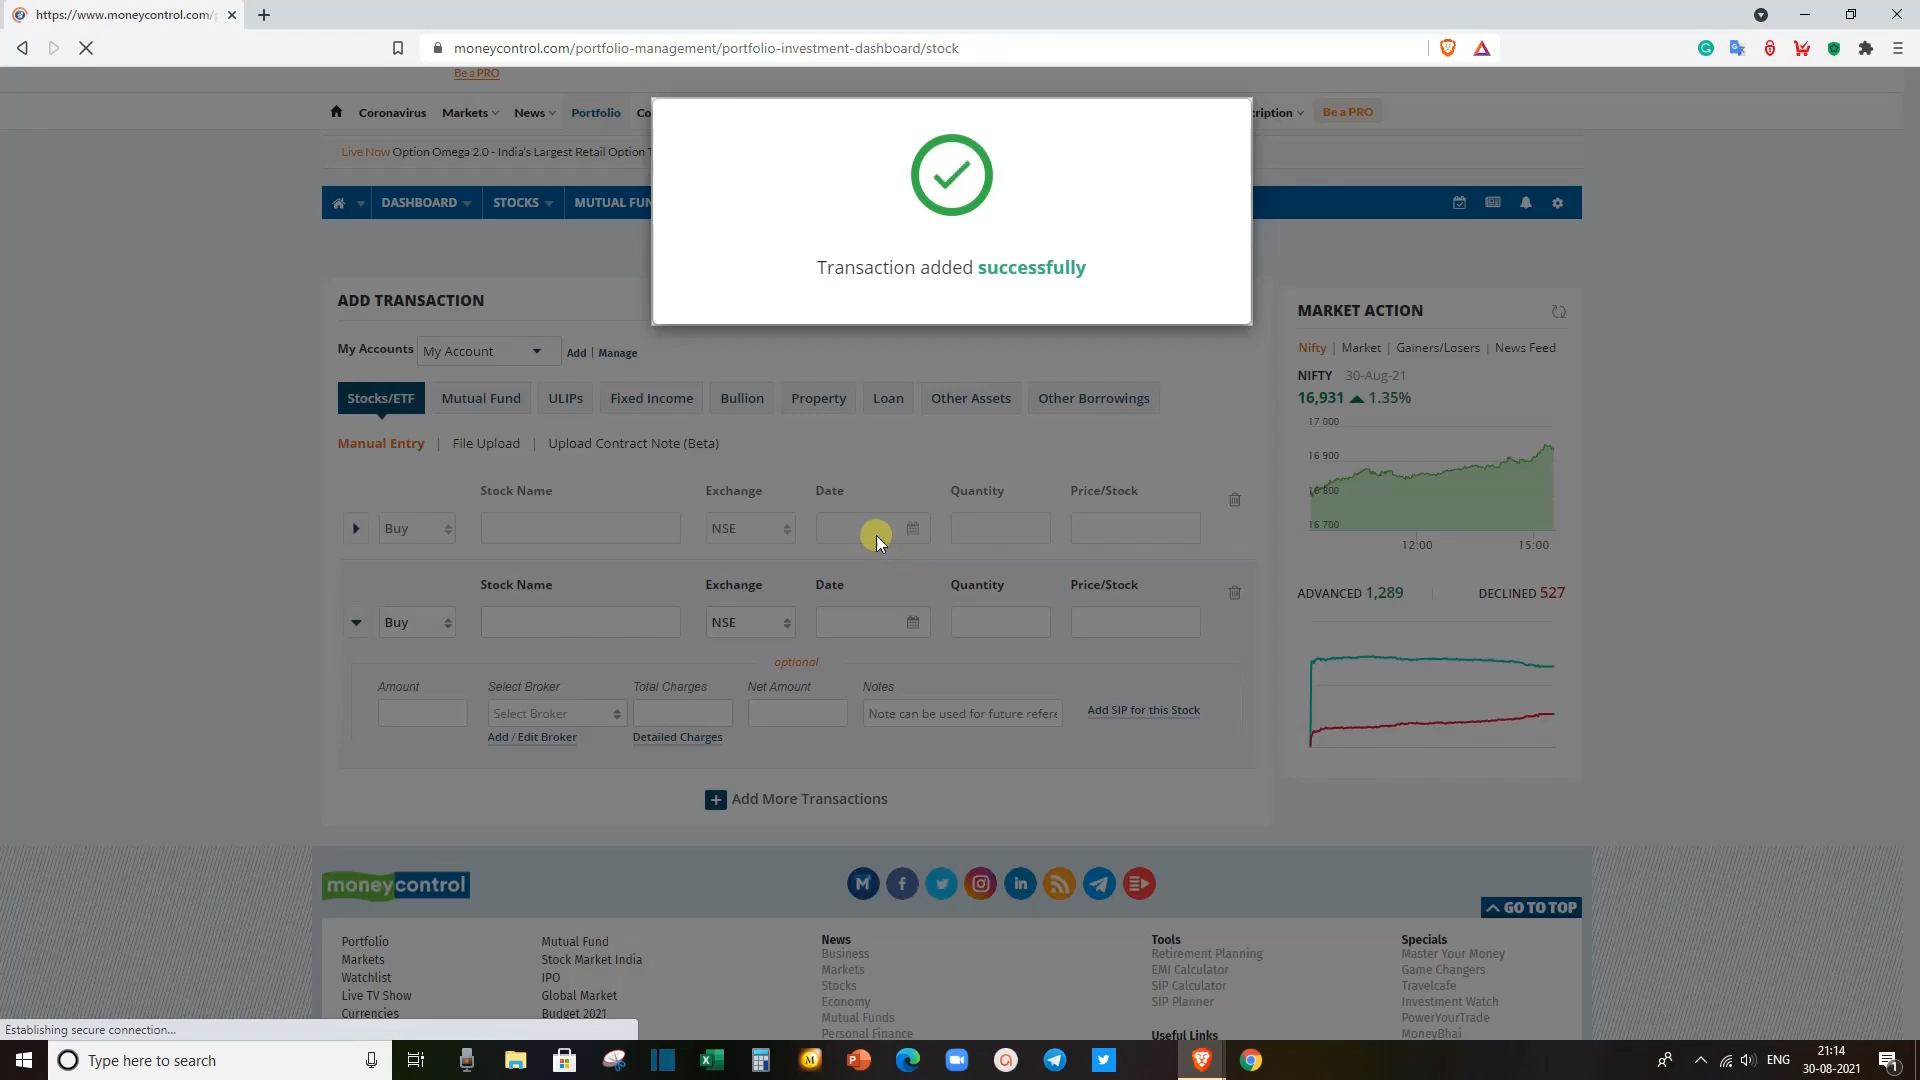 https://www.moneycontrol.com/
moneycontrol.com/portfolio-management/portfolio-investment-dashboard/stock
Be a PRO
Coronavirus Markets News Portfolio Co
ription Be a PRO
Live Now Option Omega 2.0 - India's Largest Retail Option T
DASHBOARD STOCKS MUTUAL FUN
Transaction added successfully
ADD TRANSACTION
My Accounts My Account Add | Manage
Stocks/ETF Mutual Fund ULIPs Fixed Income Bullion Property Loan Other Assets Other Borrowings
Manual Entry | File Upload | Upload Contract Note (Beta)
Stock Name Exchange Date Quantity Price/Stock
Buy NSE
Stock Name Exchange Date Quantity Price/Stock
Buy NSE
optional
Amount Select Broker Total Charges Net Amount Notes
Select Broker Note can be used for future refere Add SIP for this Stock
Add / Edit Broker Detailed Charges
Add More Transactions
MARKET ACTION
Nifty | Market | Gainers/Losers | News Feed
NIFTY 30-Aug-21
16,931 1.35%
17 000
16 900
16 800
16 700
12:00 15:00
ADVANCED 1,289 DECLINED 527
moneycontrol
GO TO TOP
Portfolio
Markets
Watchlist
Live TV Show
Currencies
Mutual Fund
Stock Market India
IPO
Global Market
Budget 2021
News
Business
Markets
Stocks
Economy
Mutual Funds
Personal Finance
Tools
Retirement Planning
EMI Calculator
SIP Calculator
SIP Planner
Useful Links
Specials
Master Your Money
Game Changers
Travelcafe
Investment Watch
PowerYourTrade
MoneyBhai
Establishing secure connection...
Type here to search
ENG
21:14
30-08-2021
1